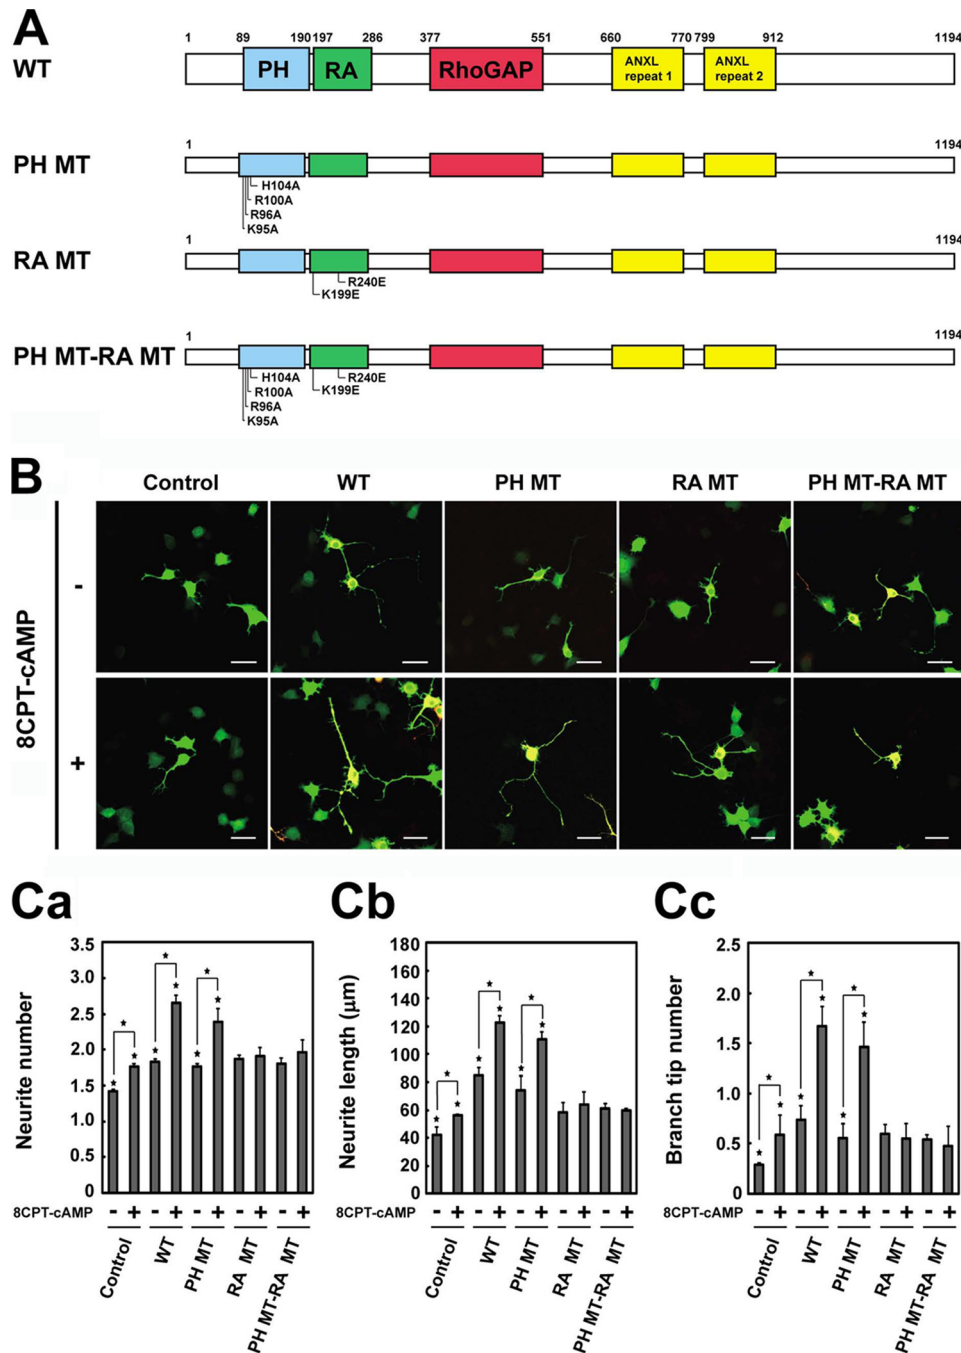 A
WT
1 89 190 197 286 377 551 660 770 799 912 1194
PH RA RhoGAP ANXL repeat 1 ANXL repeat 2
PH MT
1 1194
H104A
R100A
R96A
K95A
RA MT
1 1194
R240E
K199E
PH MT-RA MT
1 1194
H104A R240E
R100A K199E
R96A
K95A
B
Control WT PH MT RA MT PH MT-RA MT
8CPT-cAMP
-
+
Ca
Neurite number
3.5
3.0
2.5
2.0
1.5
1.0
0.5
0
8CPT-cAMP - + - + - + - + - +
Control WT PH MT RA MT PH MT-RA MT
Cb
Neurite length (μm)
180
160
140
120
100
80
60
40
20
0
8CPT-cAMP - + - + - + - + - +
Control WT PH MT RA MT PH MT-RA MT
Cc
Branch tip number
2.5
2.0
1.5
1.0
0.5
0
8CPT-cAMP - + - + - + - + - +
Control WT PH MT RA MT PH MT-RA MT